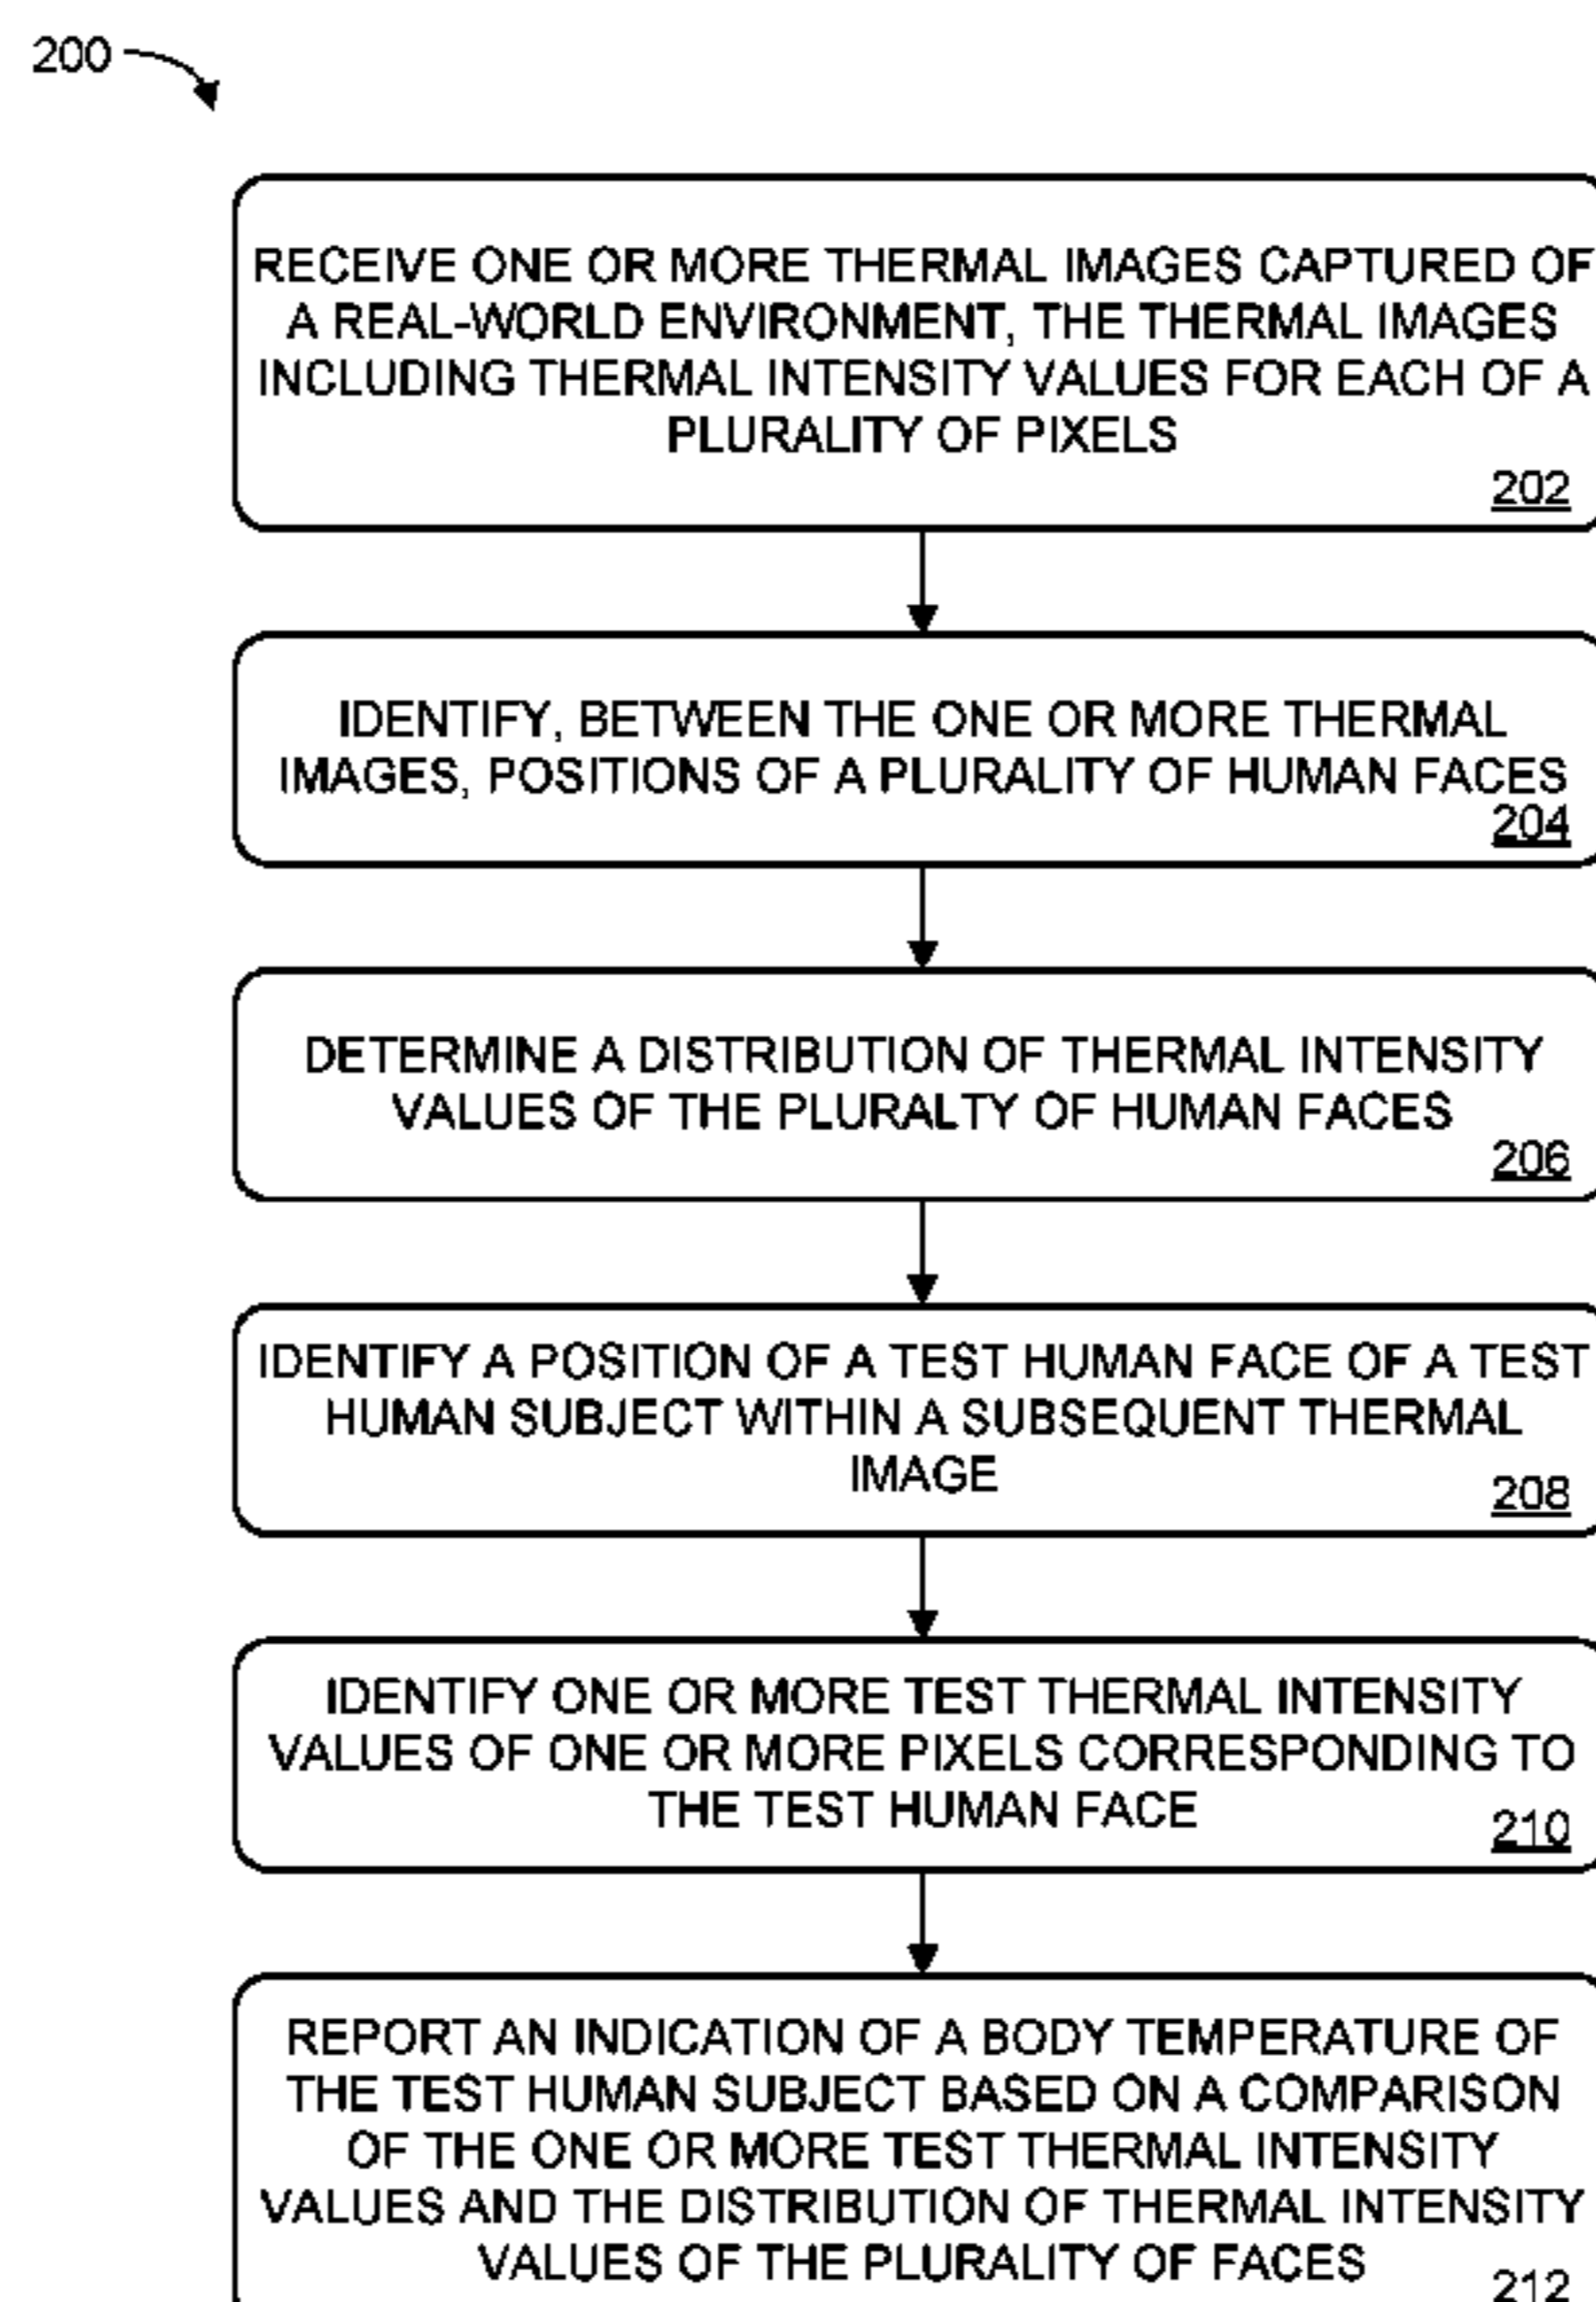 200
RECEIVE ONE OR MORE THERMAL IMAGES CAPTURED OF
A REAL-WORLD ENVIRONMENT, THE THERMAL IMAGES
INCLUDING THERMAL INTENSITY VALUES FOR EACH OF A
PLURALITY OF PIXELS
202
IDENTIFY, BETWEEN THE ONE OR MORE THERMAL
IMAGES, POSITIONS OF A PLURALITY OF HUMAN FACES
204
DETERMINE A DISTRIBUTION OF THERMAL INTENSITY
VALUES OF THE PLURALTY OF HUMAN FACES
206
IDENTIFY A POSITION OF A TEST HUMAN FACE OF A TEST
HUMAN SUBJECT WITHIN A SUBSEQUENT THERMAL
IMAGE
208
IDENTIFY ONE OR MORE TEST THERMAL INTENSITY
VALUES OF ONE OR MORE PIXELS CORRESPONDING TO
THE TEST HUMAN FACE
210
REPORT AN INDICATION OF A BODY TEMPERATURE OF
THE TEST HUMAN SUBJECT BASED ON A COMPARISON
OF THE ONE OR MORE TEST THERMAL INTENSITY
VALUES AND THE DISTRIBUTION OF THERMAL INTENSITY
VALUES OF THE PLURALITY OF FACES
212